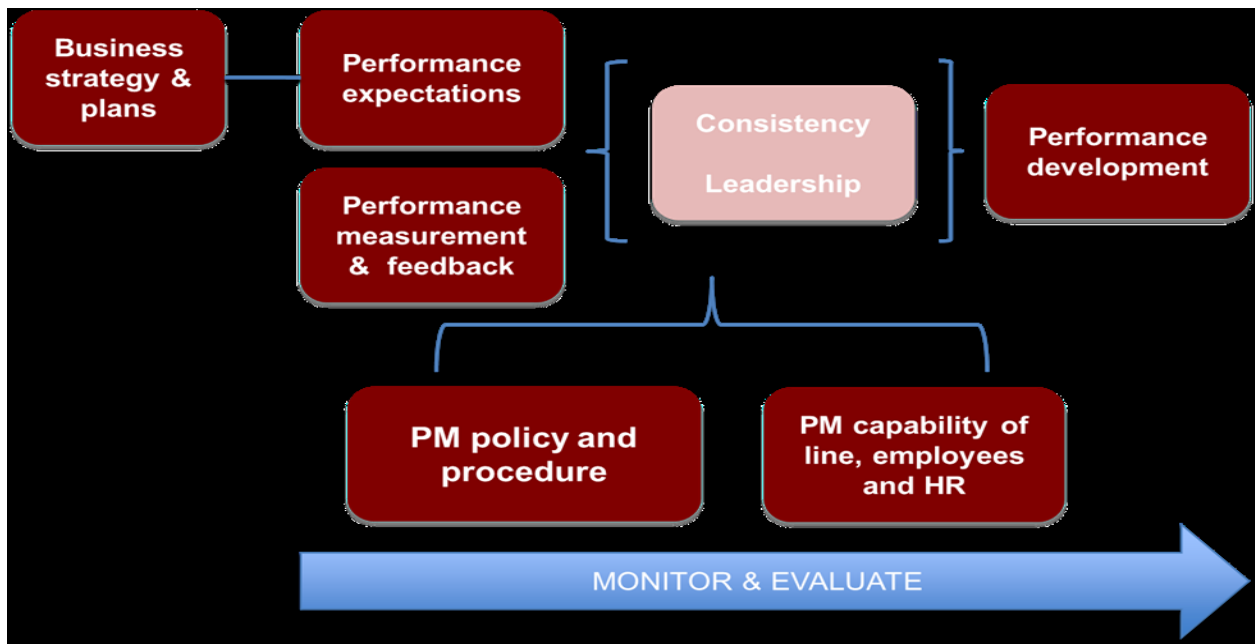 Business
strategy &
plans
Performance
expectations
Performance
measurement
& feedback
Consistency
Leadership
Performance
development
PM policy and
procedure
PM capability of
line, employees
and HR
MONITOR & EVALUATE